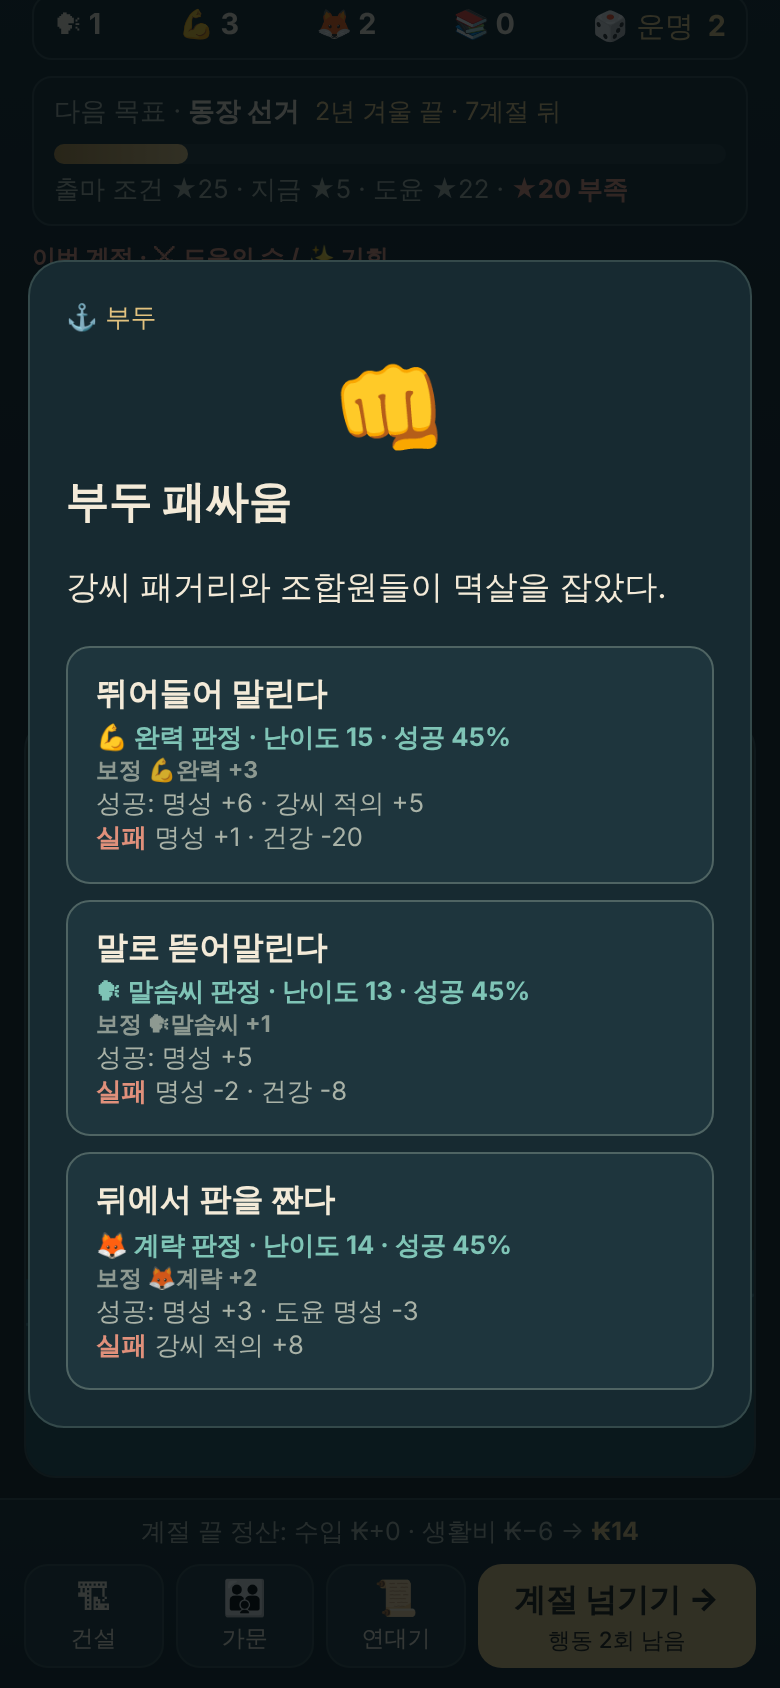 🗣 1 💪 3 🦊 2 📚 0 🎲 운명 2
다음 목표 · 동장 선거 2년 겨울 끝 · 7계절 뒤
출마 조건 ★25 · 지금 ★5 · 도윤 ★22 · ★20 부족
이번 계절 · ⚔ 도윤의 수 / ✨ 기회
⚓ 부두
부두 패싸움
강씨 패거리와 조합원들이 멱살을 잡았다.
뛰어들어 말린다
💪 완력 판정 · 난이도 15 · 성공 45%
보정 💪완력 +3
성공: 명성 +6 · 강씨 적의 +5
실패 명성 +1 · 건강 -20
말로 뜯어말린다
🗣 말솜씨 판정 · 난이도 13 · 성공 45%
보정 🗣말솜씨 +1
성공: 명성 +5
실패 명성 -2 · 건강 -8
뒤에서 판을 짠다
🦊 계략 판정 · 난이도 14 · 성공 45%
보정 🦊계략 +2
성공: 명성 +3 · 도윤 명성 -3
실패 강씨 적의 +8
계절 끝 정산: 수입 ₭+0 · 생활비 ₭−6 → ₭14
건설 가문 연대기 계절 넘기기 →
행동 2회 남음